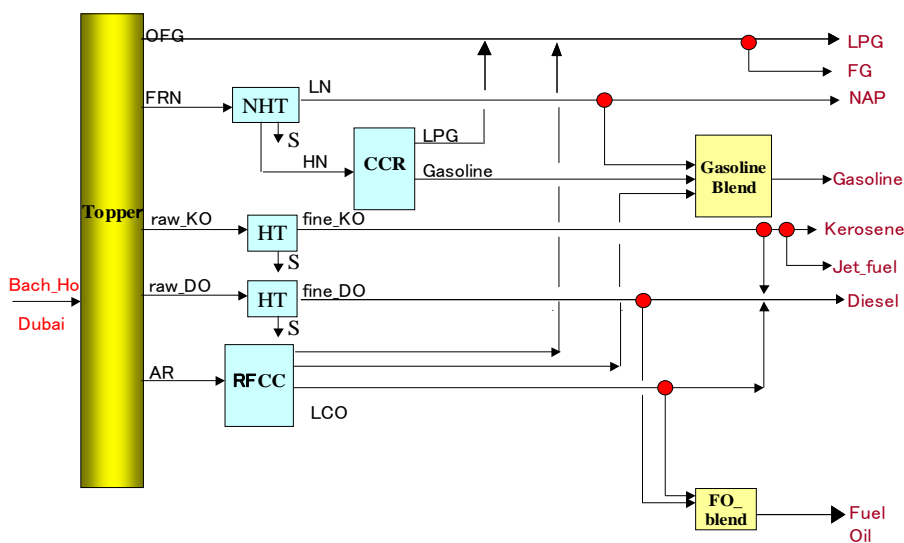 OFG
LPG
FG
FRN
LN
NAP
NHT
S
LPG
HN
CCR
Gasoline
Gasoline
Blend
Gasoline
Topper
raw_KO
HT
fine_KO
Kerosene
S
Jet_fuel
Bach_Ho
raw_DO
HT
fine_DO
Diesel
Dubai
S
AR
RFCC
LCO
FO_
blend
Fuel
Oil